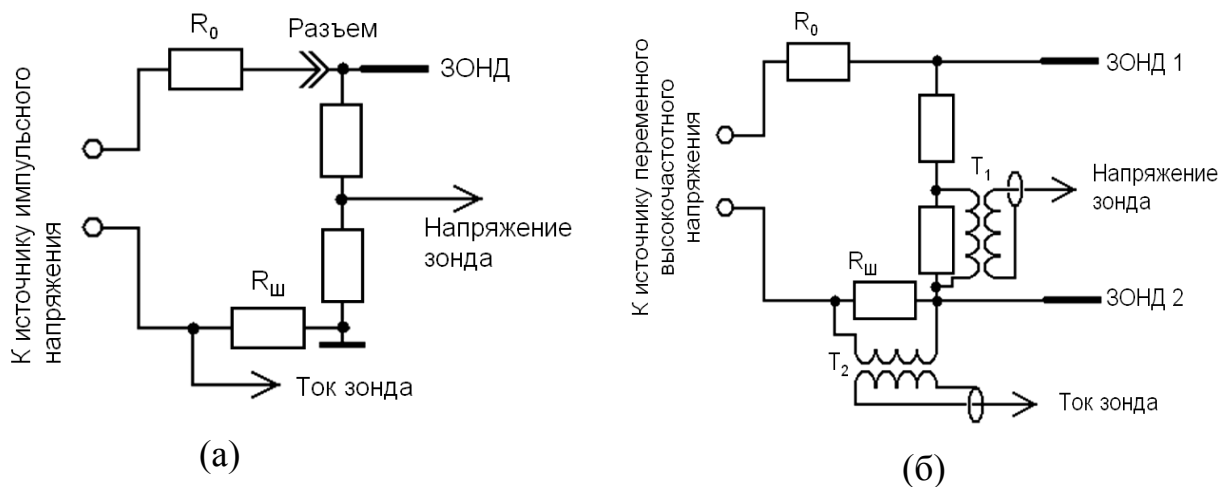 R₀
Разъем
ЗОНД
К источнику импульсного
напряжения
Напряжение
зонда
Rш
Ток зонда
(а)
R₀
ЗОНД 1
К источнику переменного
высокочастотного
напряжения
T₁
Напряжение
зонда
Rш
ЗОНД 2
T₂
Ток зонда
(б)